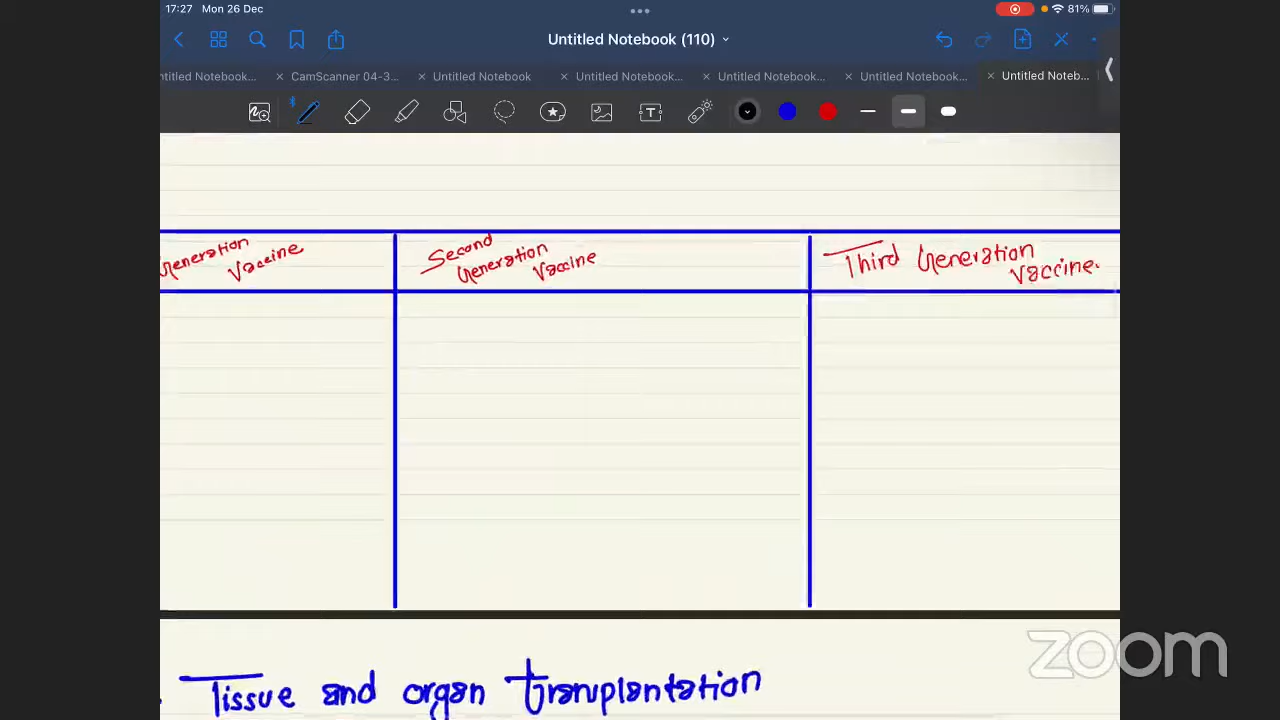 17:27 Mon 26 Dec
81%
Untitled Notebook (110)
ntitled Notebook...
CamScanner 04-3...
Untitled Notebook
Untitled Notebook...
Untitled Notebook...
Untitled Notebook...
Untitled Noteb...
Generation
Vaccine
Second
Generation
Vaccine
Third Generation
Vaccine.
Tissue and organ transplantation
zoom